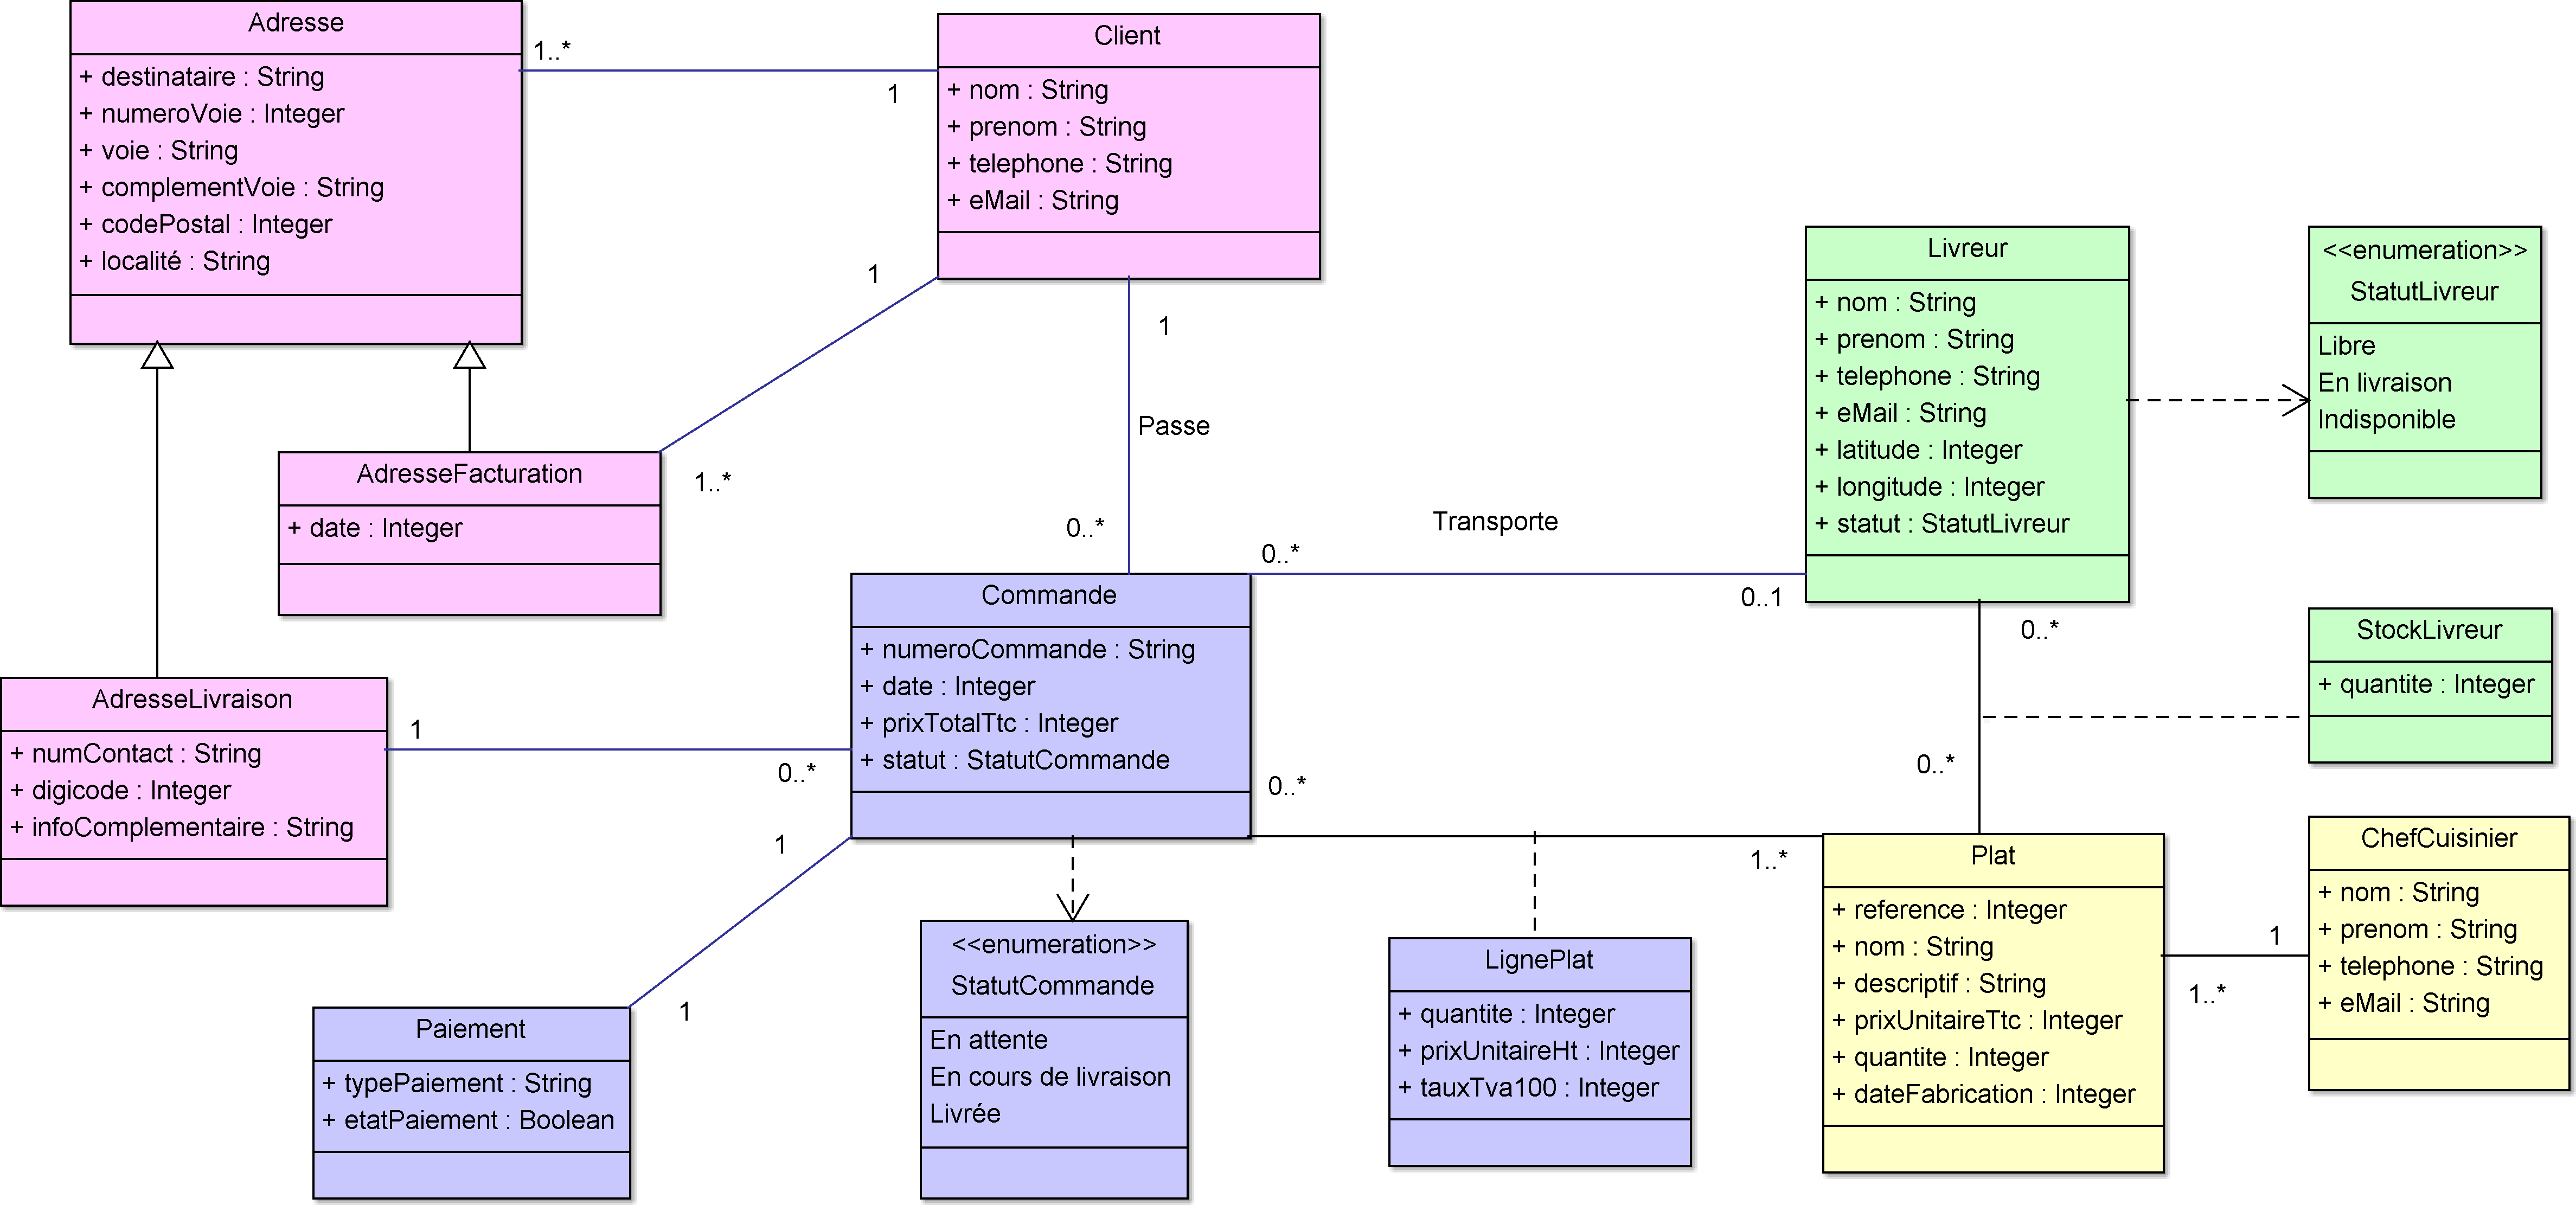 Adresse
+ destinataire : String
+ numeroVoie : Integer
+ voie : String
+ complementVoie : String
+ codePostal : Integer
+ localité : String
1..*
1
Client
+ nom : String
+ prenom : String
+ telephone : String
+ eMail : String
1
1..*
1
Passe
0..*
AdresseFacturation
+ date : Integer
Livreur
+ nom : String
+ prenom : String
+ telephone : String
+ eMail : String
+ latitude : Integer
+ longitude : Integer
+ statut : StatutLivreur
<<enumeration>>
StatutLivreur
Libre
En livraison
Indisponible
Transporte
0..*
0..1
AdresseLivraison
+ numContact : String
+ digicode : Integer
+ infoComplementaire : String
1
0..*
Commande
+ numeroCommande : String
+ date : Integer
+ prixTotalTtc : Integer
+ statut : StatutCommande
0..*
0..*
StockLivreur
+ quantite : Integer
0..*
1..*
1
1
Paiement
+ typePaiement : String
+ etatPaiement : Boolean
<<enumeration>>
StatutCommande
En attente
En cours de livraison
Livrée
LignePlat
+ quantite : Integer
+ prixUnitaireHt : Integer
+ tauxTva100 : Integer
Plat
+ reference : Integer
+ nom : String
+ descriptif : String
+ prixUnitaireTtc : Integer
+ quantite : Integer
+ dateFabrication : Integer
1
1..*
ChefCuisinier
+ nom : String
+ prenom : String
+ telephone : String
+ eMail : String